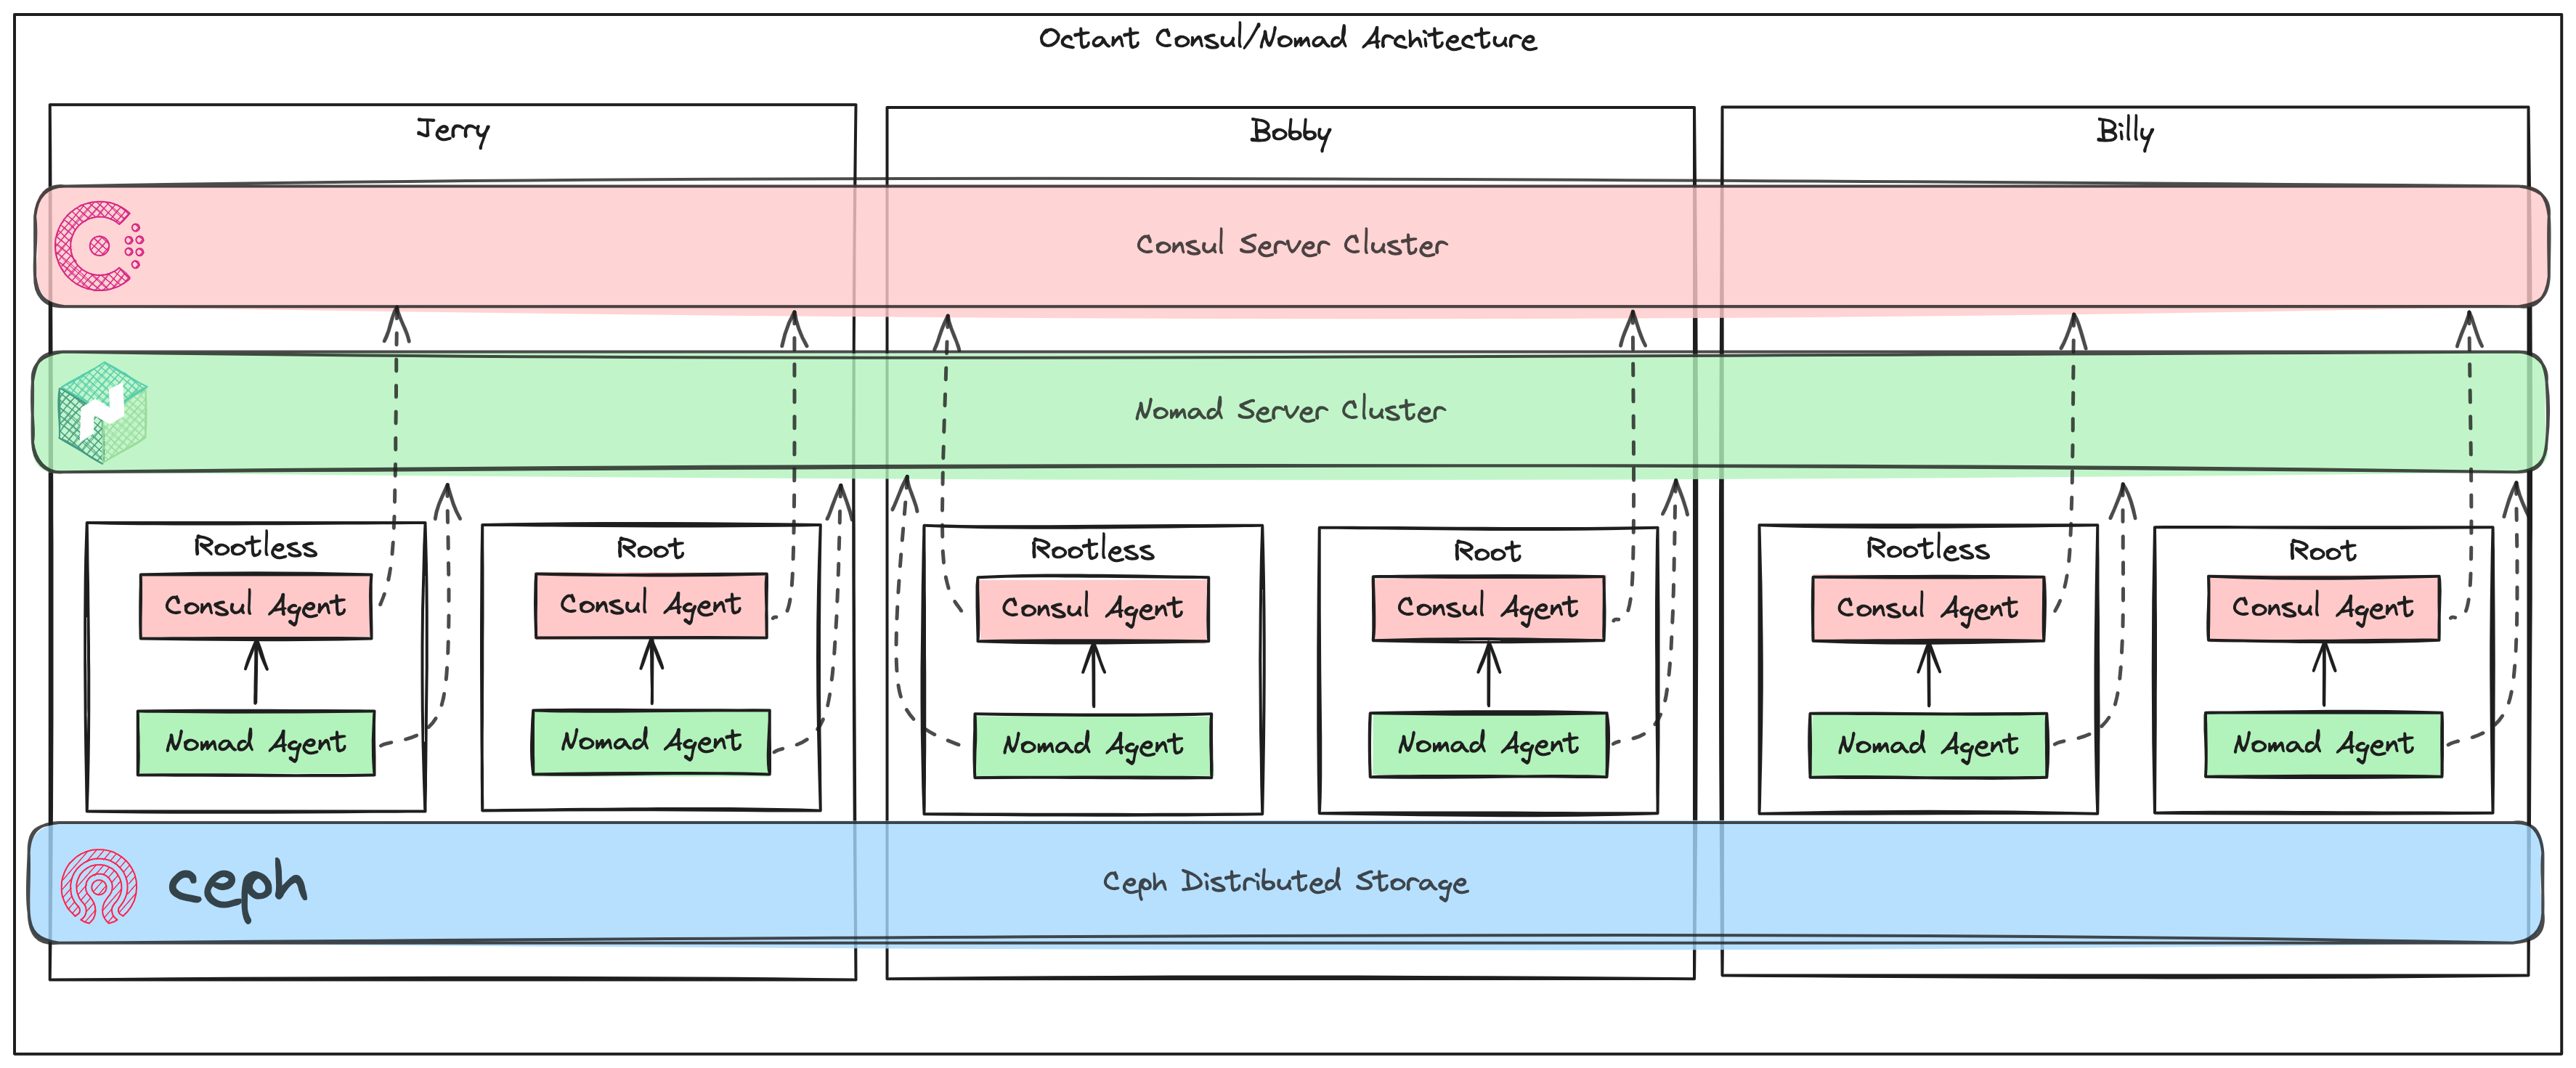 Octant Consul/Nomad Architecture
Jerry
Bobby
Billy
Consul Server Cluster
Nomad Server Cluster
Rootless
Root
Rootless
Root
Rootless
Root
Consul Agent
Consul Agent
Consul Agent
Consul Agent
Consul Agent
Consul Agent
Nomad Agent
Nomad Agent
Nomad Agent
Nomad Agent
Nomad Agent
Nomad Agent
ceph
Ceph Distributed Storage